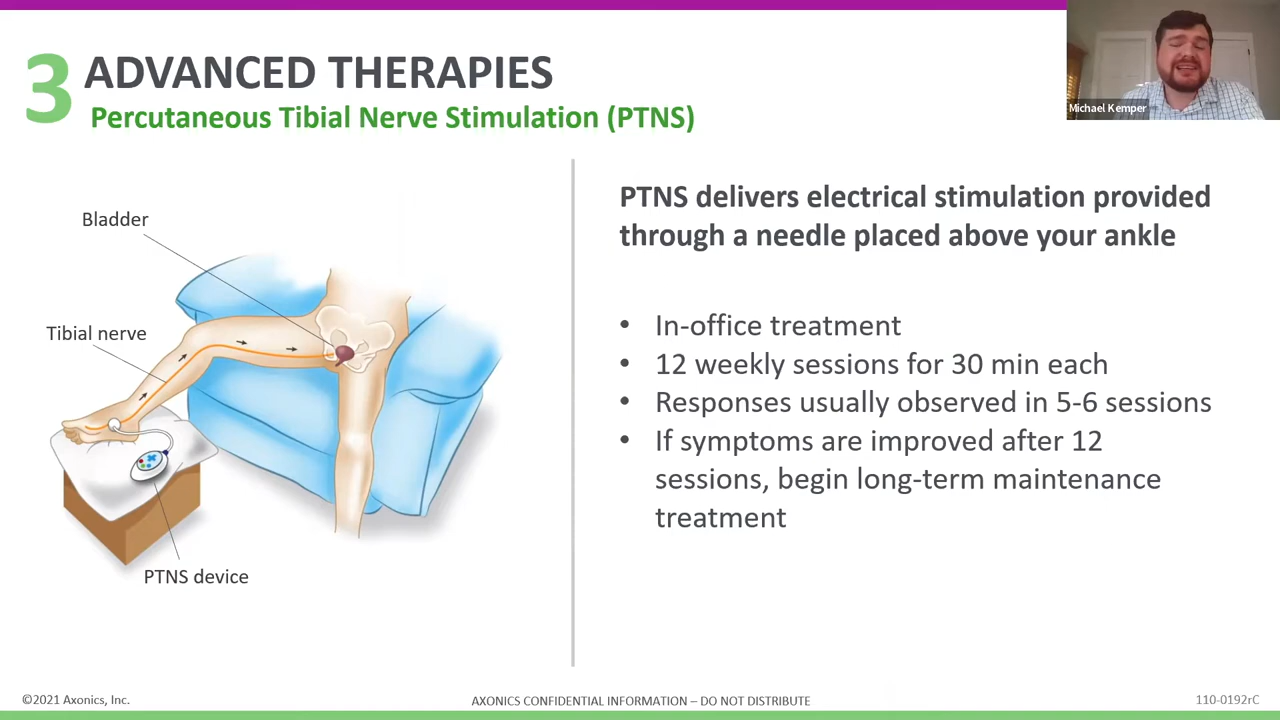 3
ADVANCED THERAPIES
Percutaneous Tibial Nerve Stimulation (PTNS)
Michael Kemper
Bladder
Tibial nerve
PTNS device
PTNS delivers electrical stimulation provided
through a needle placed above your ankle
• In-office treatment
• 12 weekly sessions for 30 min each
• Responses usually observed in 5-6 sessions
• If symptoms are improved after 12
sessions, begin long-term maintenance
treatment
©2021 Axonics, Inc.
AXONICS CONFIDENTIAL INFORMATION – DO NOT DISTRIBUTE
110-0192rC